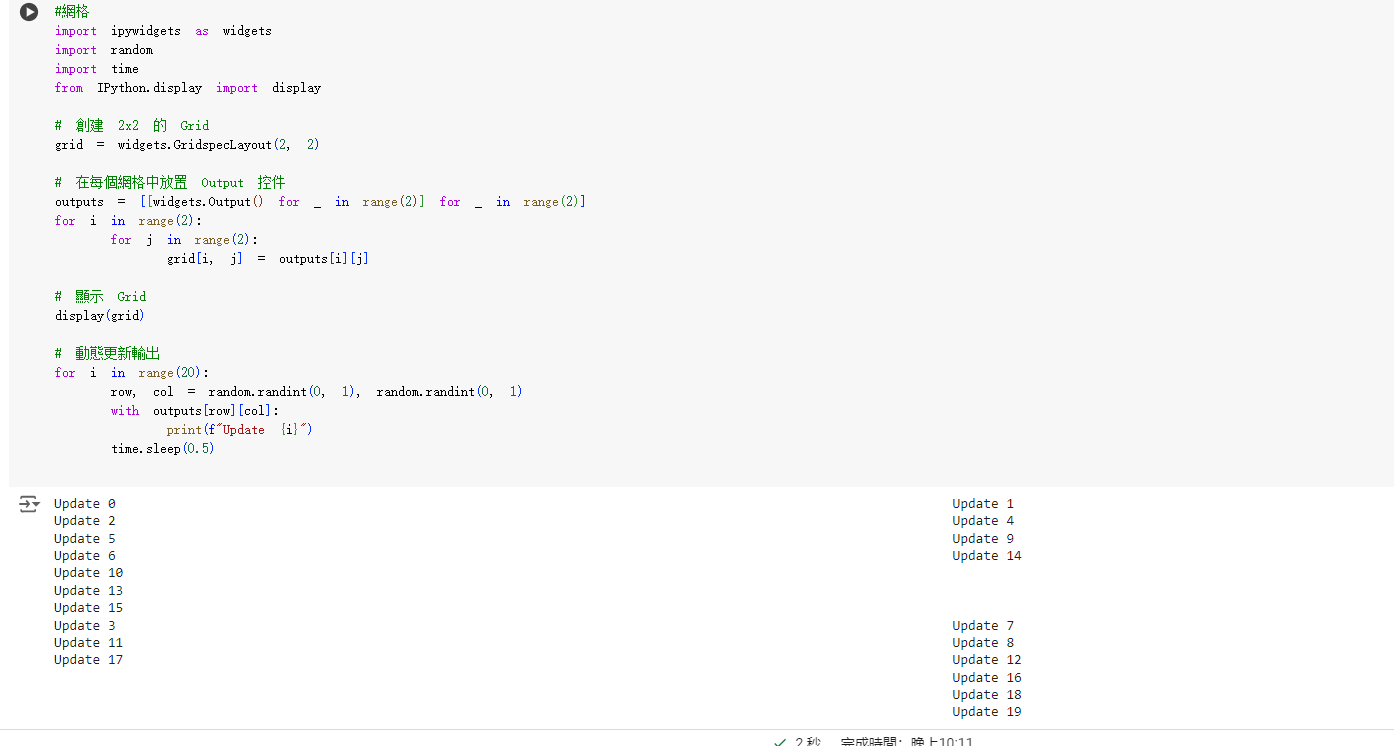 #網格
import ipywidgets as widgets
import random
import time
from IPython.display import display
# 創建 2x2 的 Grid
grid = widgets.GridspecLayout(2, 2)
# 在每個網格中放置 Output 控件
outputs = [[widgets.Output() for _ in range(2)] for _ in range(2)]
for i in range(2):
for j in range(2):
grid[i, j] = outputs[i][j]
# 顯示 Grid
display(grid)
# 動態更新輸出
for i in range(20):
row, col = random.randint(0, 1), random.randint(0, 1)
with outputs[row][col]:
print(f"Update {i}")
time.sleep(0.5)
Update 0
Update 2
Update 5
Update 6
Update 10
Update 13
Update 15
Update 1
Update 4
Update 9
Update 14
Update 3
Update 11
Update 17
Update 7
Update 8
Update 12
Update 16
Update 18
Update 19
2 秒 完成時間：晚上10:11